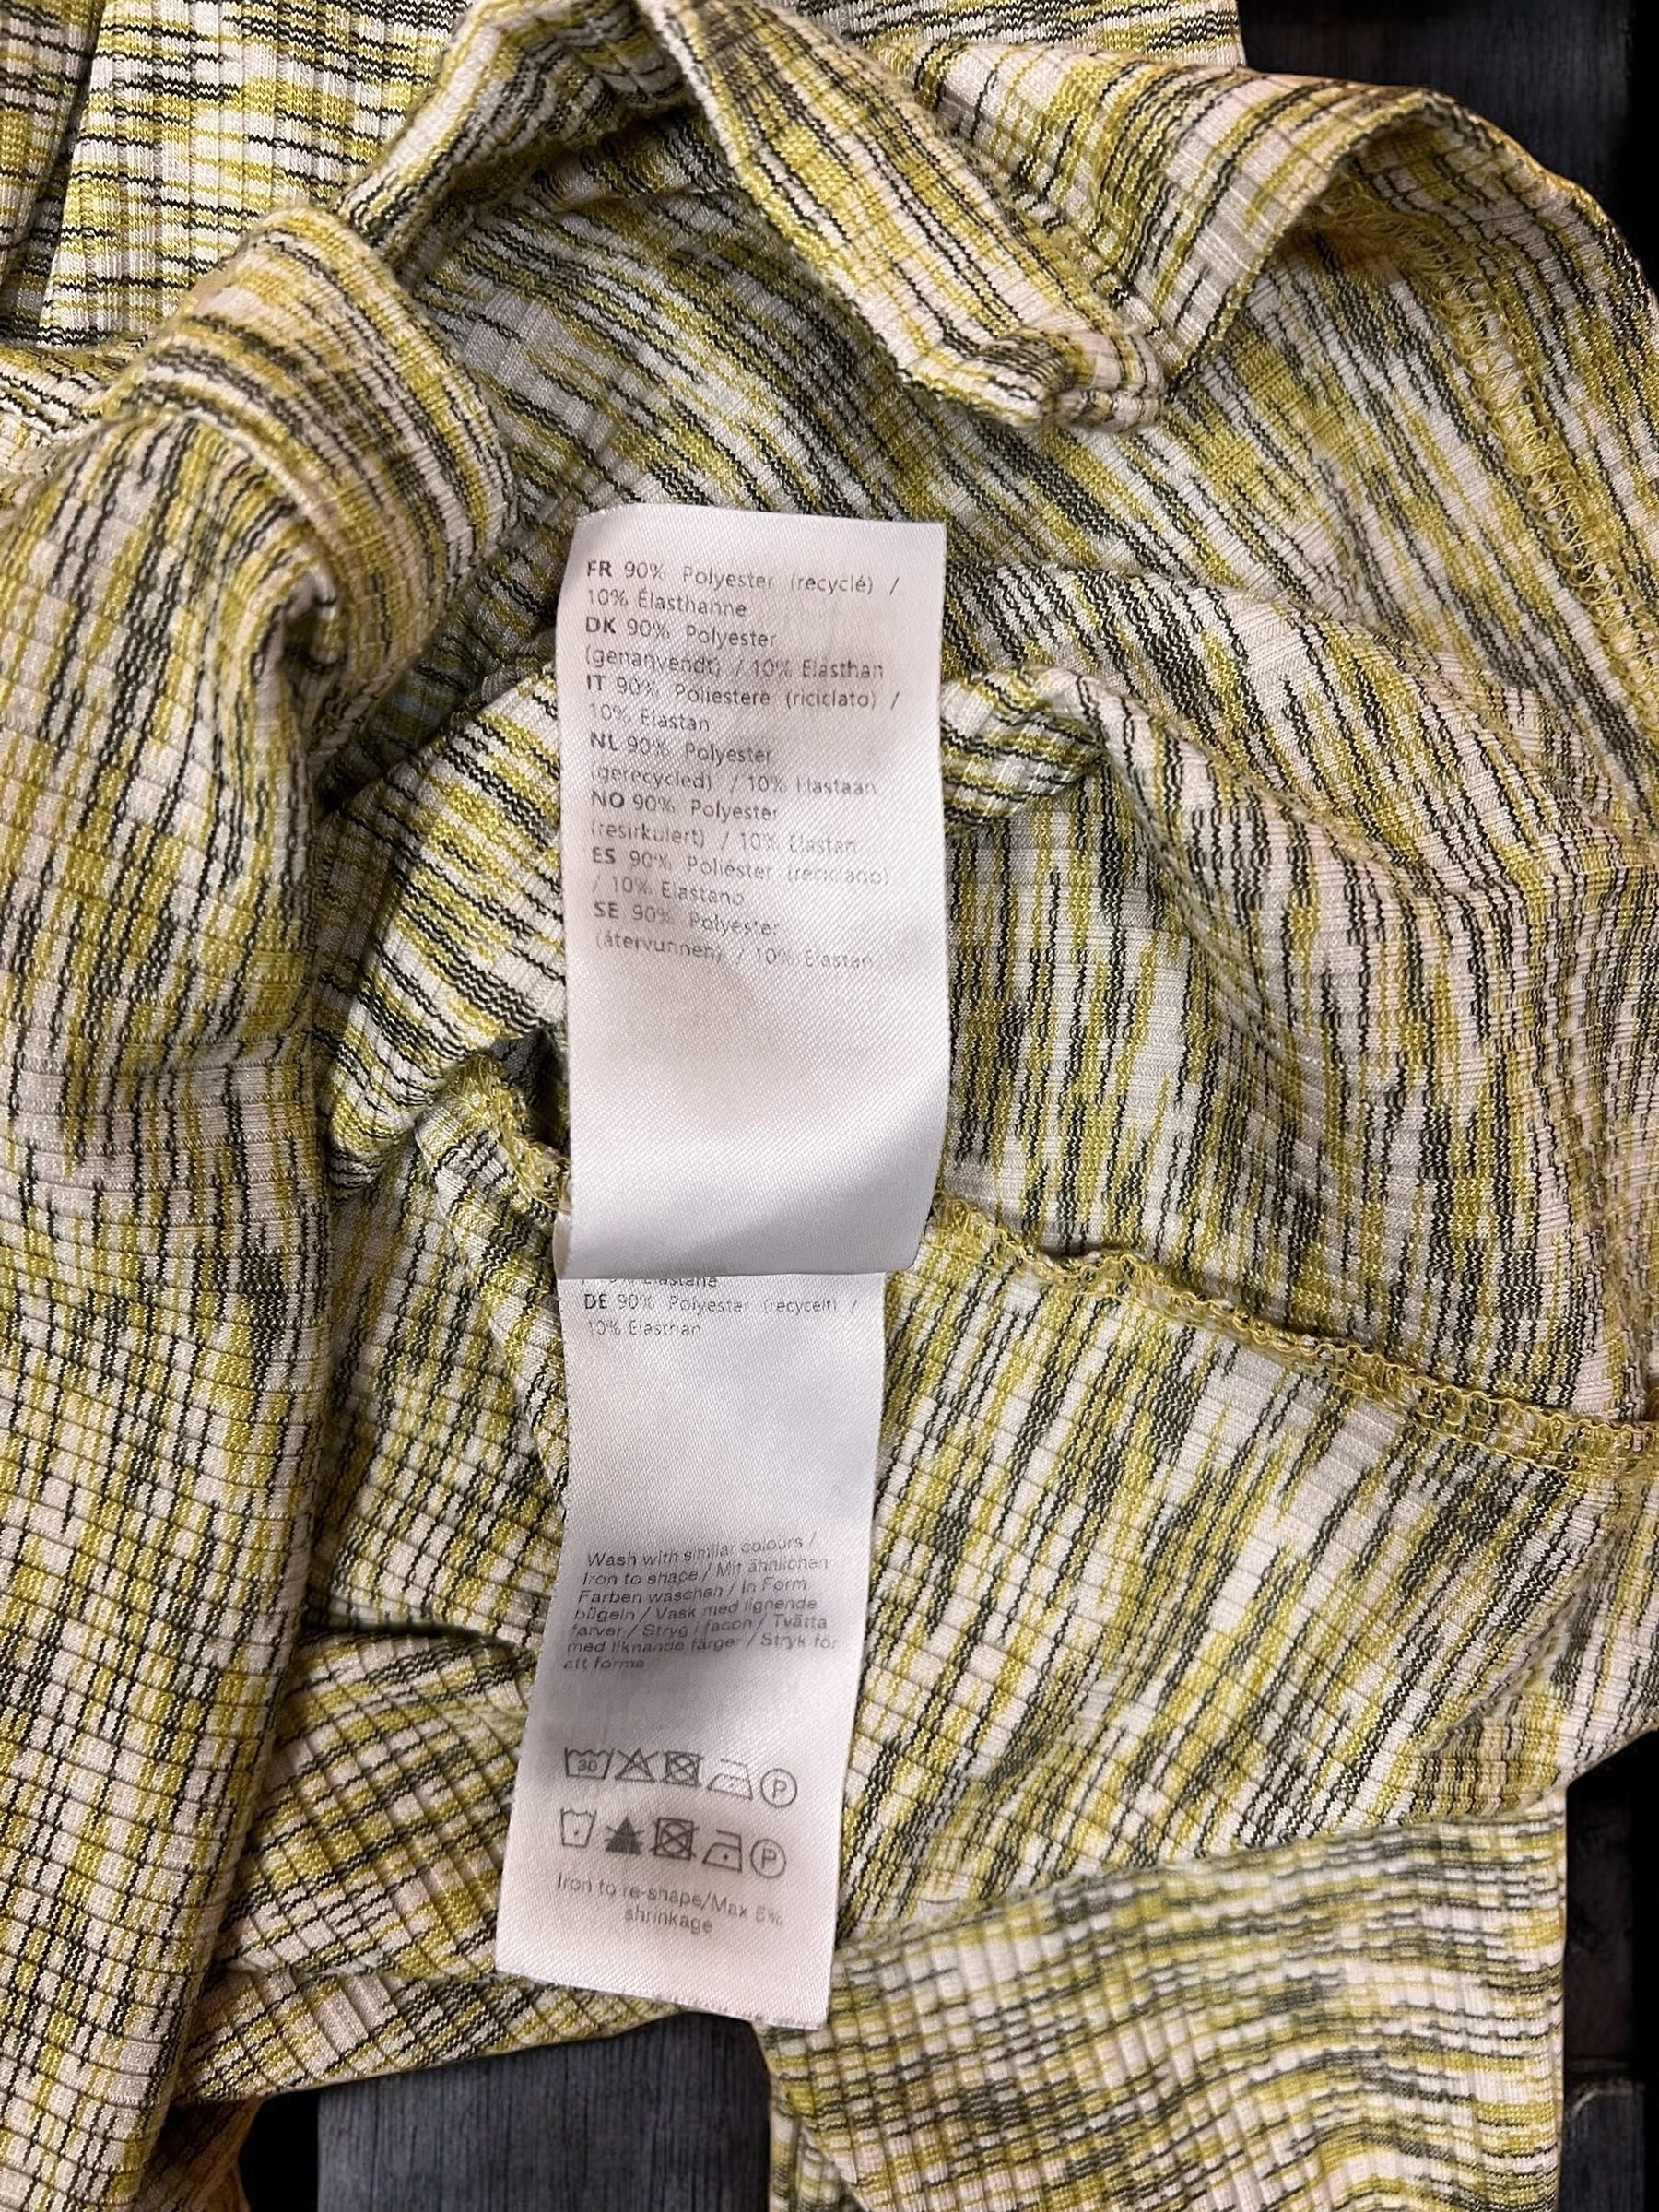 FR 90% Polyester (recyclé) /
10% Élasthanne
DK 90% Polyester
(genanvendt) / 10% Elasthan
IT 90% Poliestere (riciclato) /
10% Elastan
NL 90% Polyester
(gerecycled) / 10% Elastaan
NO 90% Polyester
(resirkulert) / 10% Elastan
ES 90% Poliéster (reciclado)
/ 10% Elastano
SE 90% Polyester
(återvunnen) / 10% Elastan
Elastane
DE 90% Polyester (recycelt) /
10% Elasthan
Wash with similar colours /
Iron to shape / Mit ähnlichen
Farben waschen / In Form
bügeln / Vask med lignende
farver / Stryg i facon / Tvätta
med liknande färger / Stryk för
att forma
30 P
P
Iron to re-shape/Max 5%
shrinkage